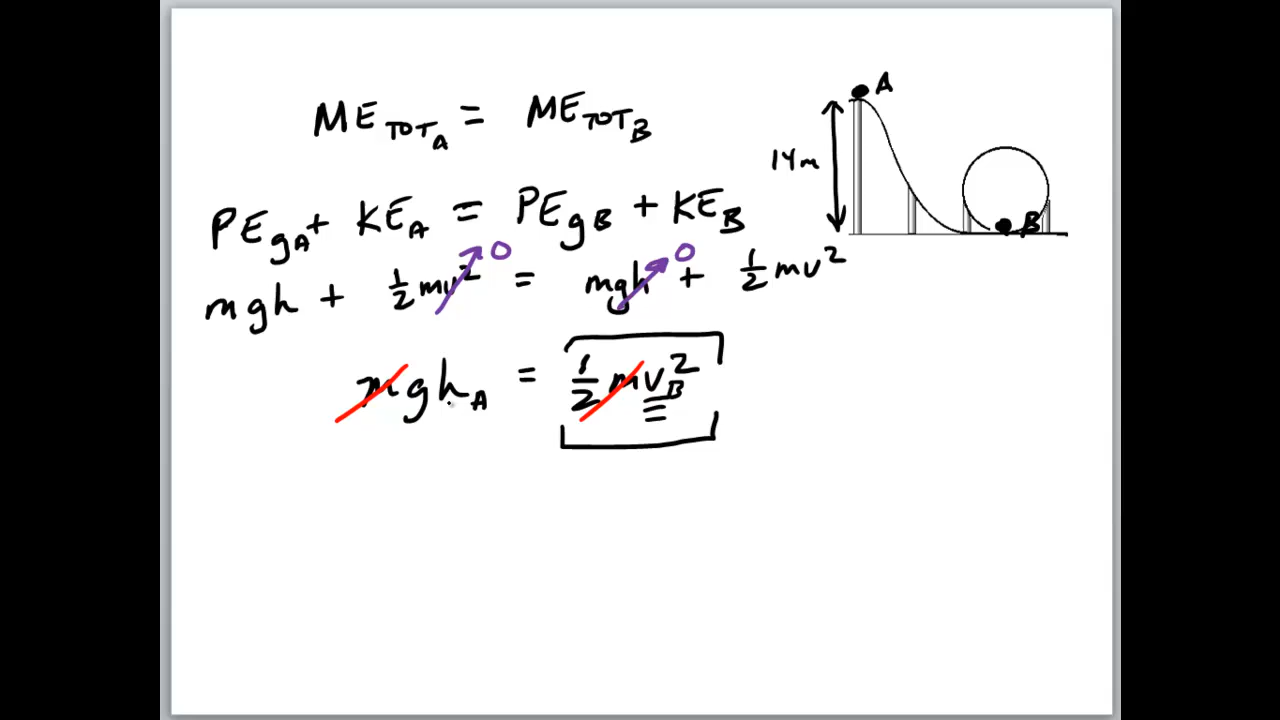 ME_TOT_A = ME_TOT_B
PE_gA + KE_A = PE_gB + KE_B
mgh + ½mv² 0 = mgh 0 + ½mv²
mgh_A = ½mv_B²
A
14m
B